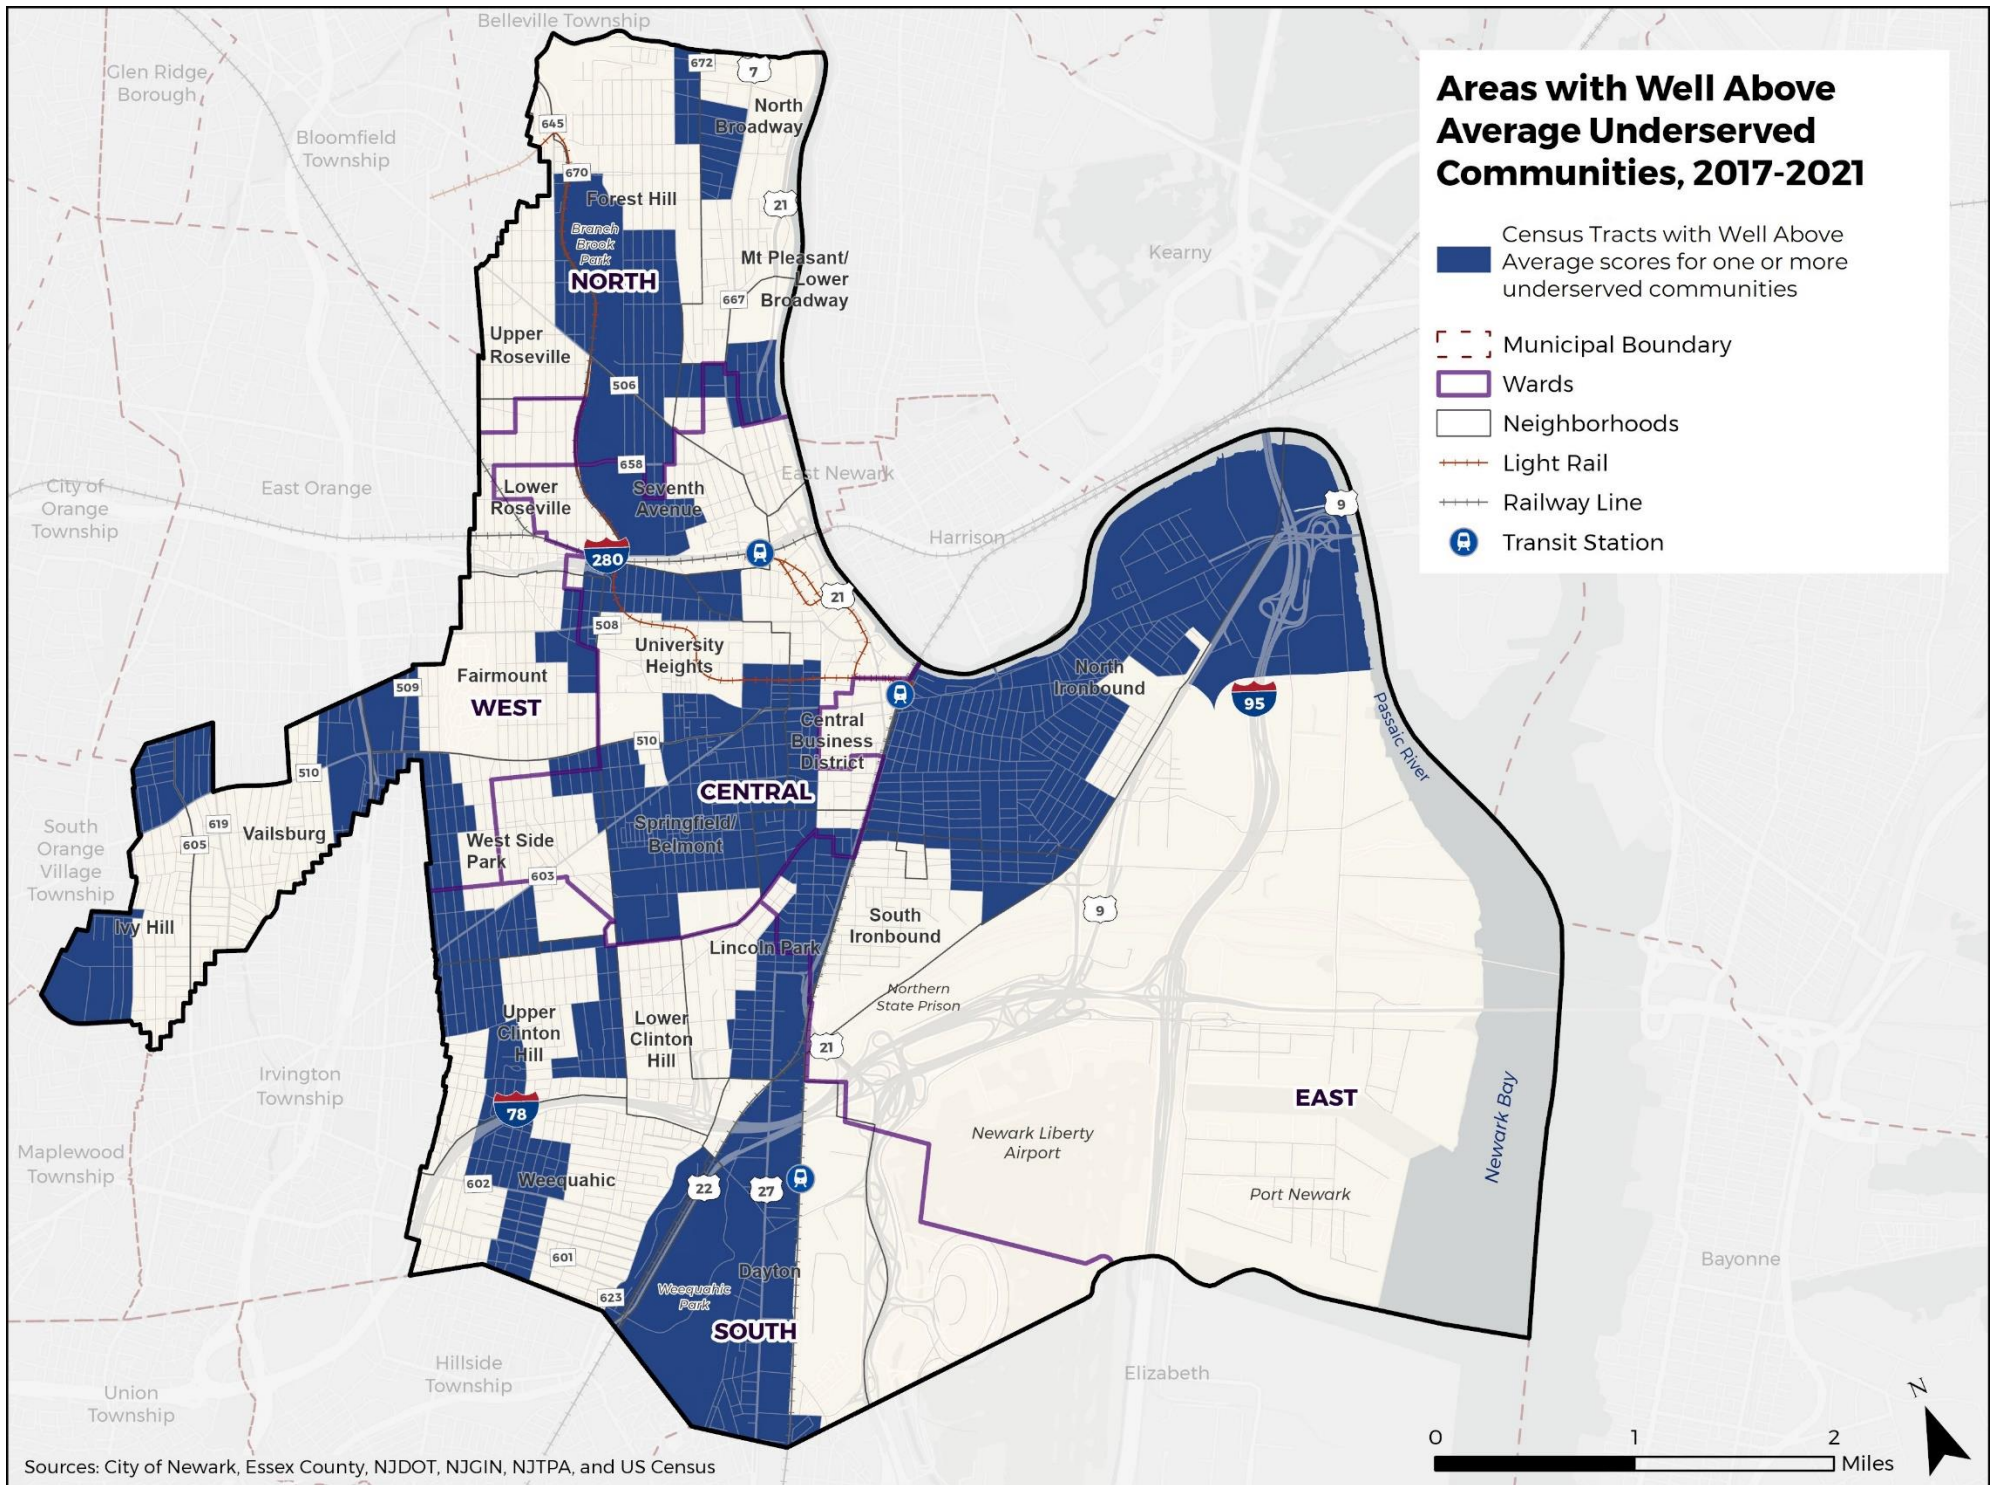 Belleville Township
Glen Ridge
Borough
Bloomfield
Township
672
7
North
Broadway
645
670
Forest Hill
21
Branch
Brook
Park
NORTH
Mt Pleasant/
Lower
Broadway
667
Kearny
Upper
Roseville
506
658
East Newark
City of
Orange
Township
East Orange
Lower
Roseville
Seventh
Avenue
280
Harrison
9
21
508
University
Heights
Fairmount
WEST
509
North
Ironbound
95
Passaic River
Central
Business
District
510
510
CENTRAL
619
605
Vailsburg
West Side
Park
Springfield/
Belmont
603
South
Orange
Village
Township
Ivy Hill
South
Ironbound
9
Lincoln Park
Northern
State Prison
Upper
Clinton
Hill
Lower
Clinton
Hill
21
Irvington
Township
78
EAST
Newark Bay
Newark Liberty
Airport
Maplewood
Township
602
Weequahic
22
27
Port Newark
601
Dayton
Weequahic
Park
623
SOUTH
Bayonne
Hillside
Township
Elizabeth
Union
Township
Areas with Well Above
Average Underserved
Communities, 2017-2021
Census Tracts with Well Above
Average scores for one or more
underserved communities
Municipal Boundary
Wards
Neighborhoods
Light Rail
Railway Line
Transit Station
N
0 1 2
Miles
Sources: City of Newark, Essex County, NJDOT, NJGIN, NJTPA, and US Census